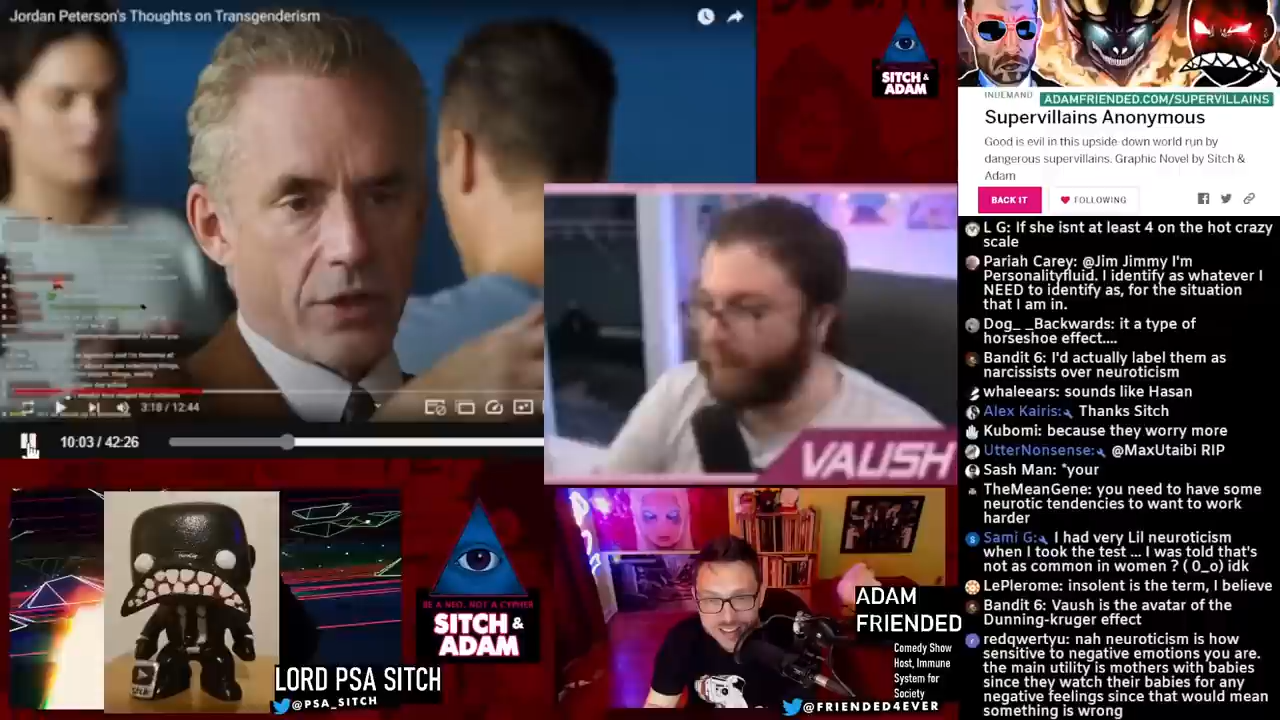 Jordan Peterson's Thoughts on Transgenderism
SITCH &
ADAM
3:18 / 12:44
10:03 / 42:26
VAUSH
BE A NEO, NOT A CYPHER
SITCH &
ADAM
LORD PSA SITCH
@PSA_SITCH
ADAM
FRIENDED
Comedy Show
Host, Immune
System for
Society
@FRIENDED4EVER
INDEMAND
ADAMFRIENDED.COM/SUPERVILLAINS
Supervillains Anonymous
Good is evil in this upside-down world run by
dangerous supervillains. Graphic Novel by Sitch &
Adam
BACK IT
FOLLOWING
L G: If she isnt at least 4 on the hot crazy
scale
Pariah Carey: @Jim Jimmy I'm
Personalityfluid. I identify as whatever I
NEED to identify as, for the situation
that I am in.
Dog_ _Backwards: it a type of
horseshoe effect....
Bandit 6: I'd actually label them as
narcissists over neuroticism
whaleears: sounds like Hasan
Alex Kairis: Thanks Sitch
Kubomi: because they worry more
UtterNonsense: @MaxUtaibi RIP
Sash Man: *your
TheMeanGene: you need to have some
neurotic tendencies to want to work
harder
Sami G: I had very Lil neuroticism
when I took the test ... I was told that's
not as common in women ? ( 0_o) idk
LePlerome: insolent is the term, I believe
Bandit 6: Vaush is the avatar of the
Dunning-kruger effect
redqwertyu: nah neuroticism is how
sensitive to negative emotions you are.
the main utility is mothers with babies
since they watch their babies for any
negative feelings since that would mean
something is wrong